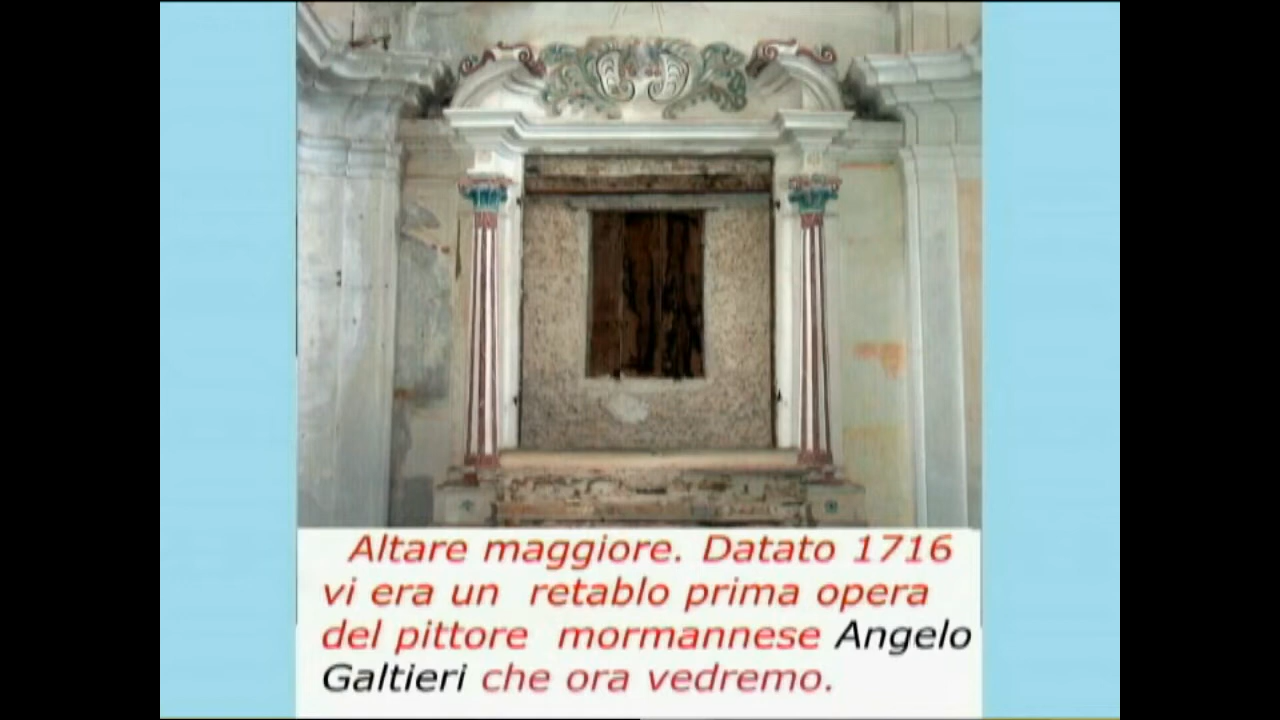 Altare maggiore. Datato 1716
vi era un retablo prima opera
del pittore mormannese Angelo
Galtieri che ora vedremo.